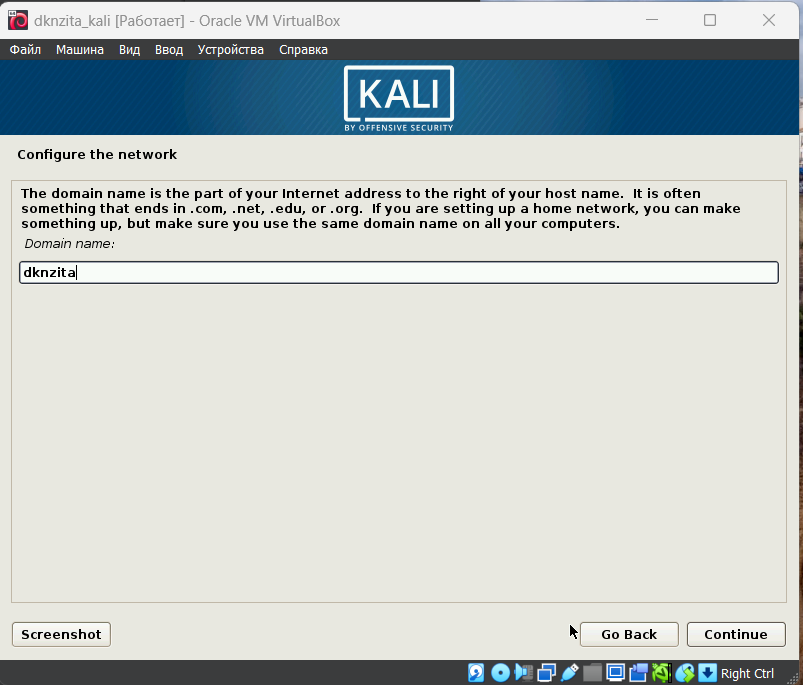 dknzita_kali [Работает] - Oracle VM VirtualBox
Файл Машина Вид Ввод Устройства Справка
KALI
BY OFFENSIVE SECURITY
Configure the network
The domain name is the part of your Internet address to the right of your host name.  It is often
something that ends in .com, .net, .edu, or .org.  If you are setting up a home network, you can make
something up, but make sure you use the same domain name on all your computers.
Domain name:
dknzita
Screenshot Go Back Continue
Right Ctrl